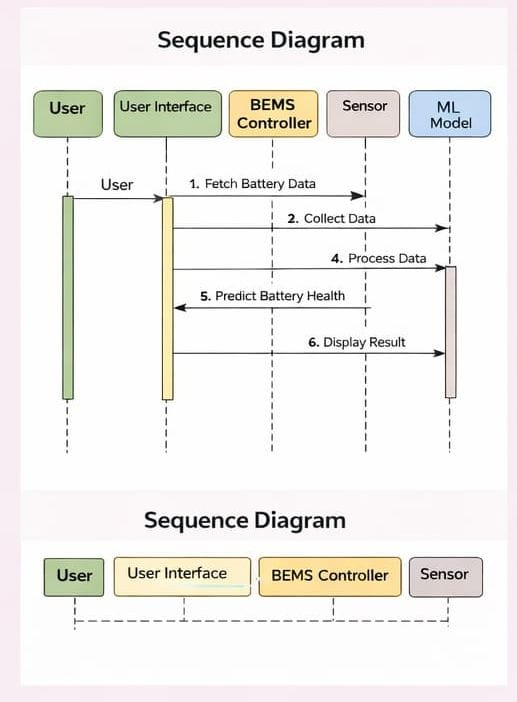 Sequence Diagram
User
User Interface
BEMS
Controller
Sensor
ML
Model
User
1. Fetch Battery Data
2. Collect Data
4. Process Data
5. Predict Battery Health
6. Display Result
Sequence Diagram
User
User Interface
BEMS Controller
Sensor